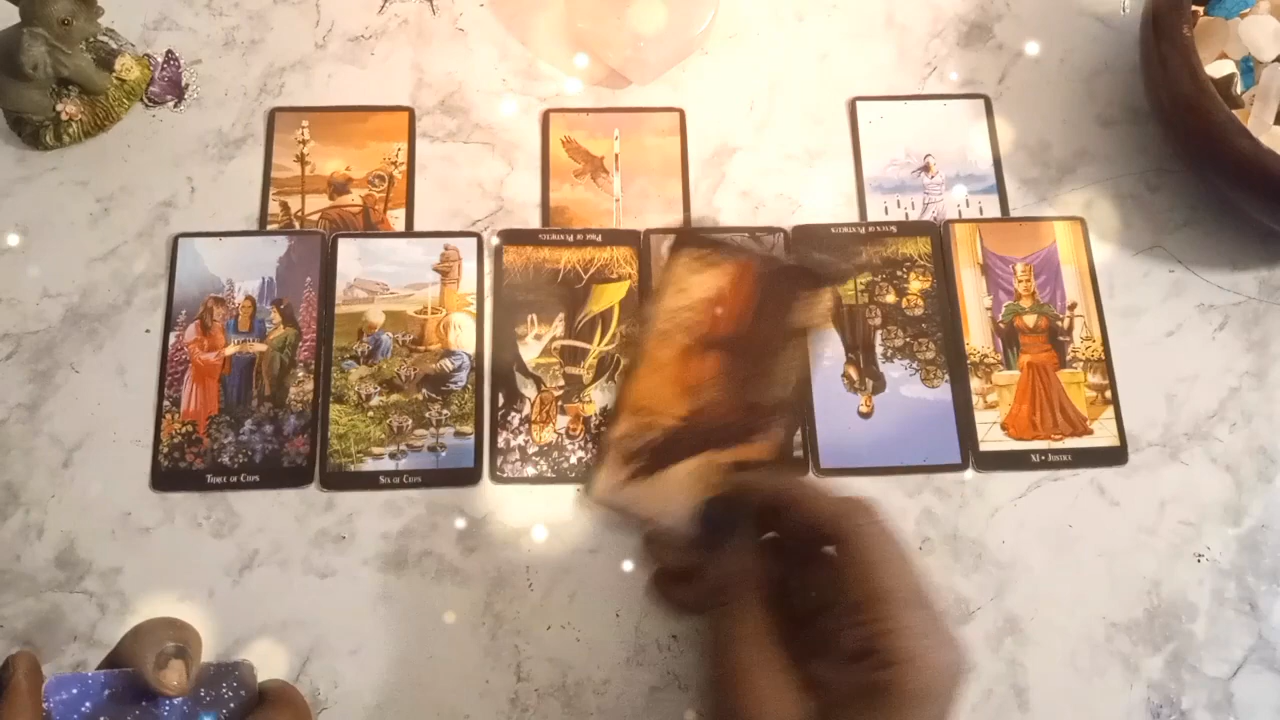 PAGE OF PENTACLES
SEVEN OF PENTACLES
THREE OF CUPS
SIX OF CUPS
XI • JUSTICE